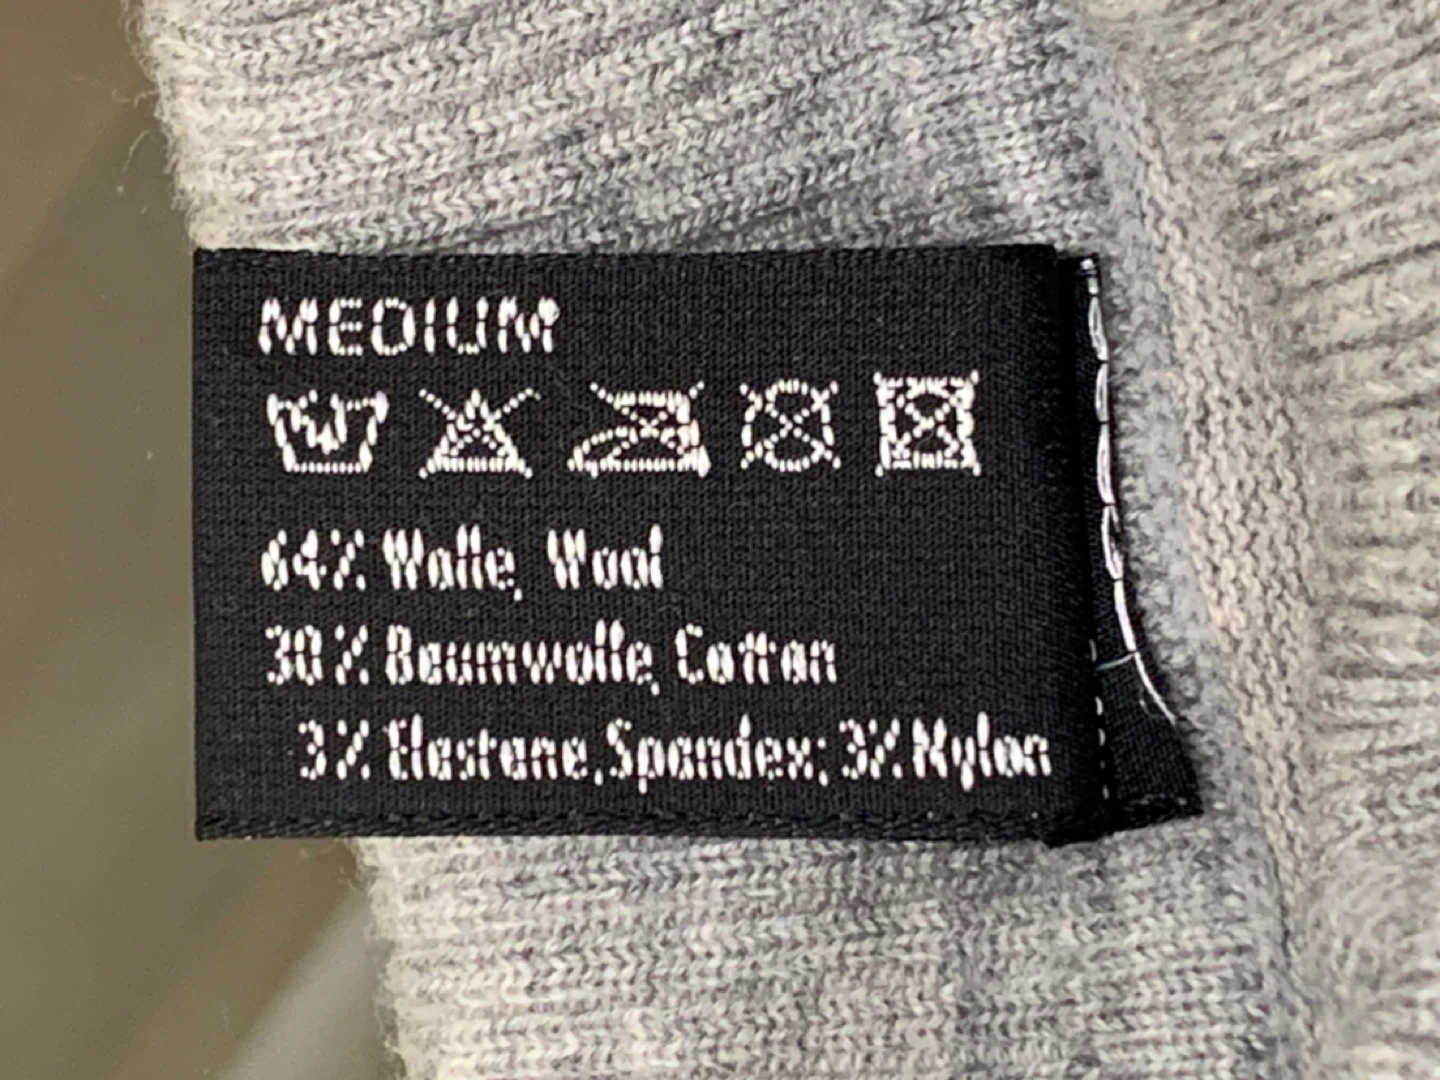 MEDIUM
64% Wolle, Wool
30% Baumwolle, Cotton
3% Elastane, Spandex; 3% Nylon